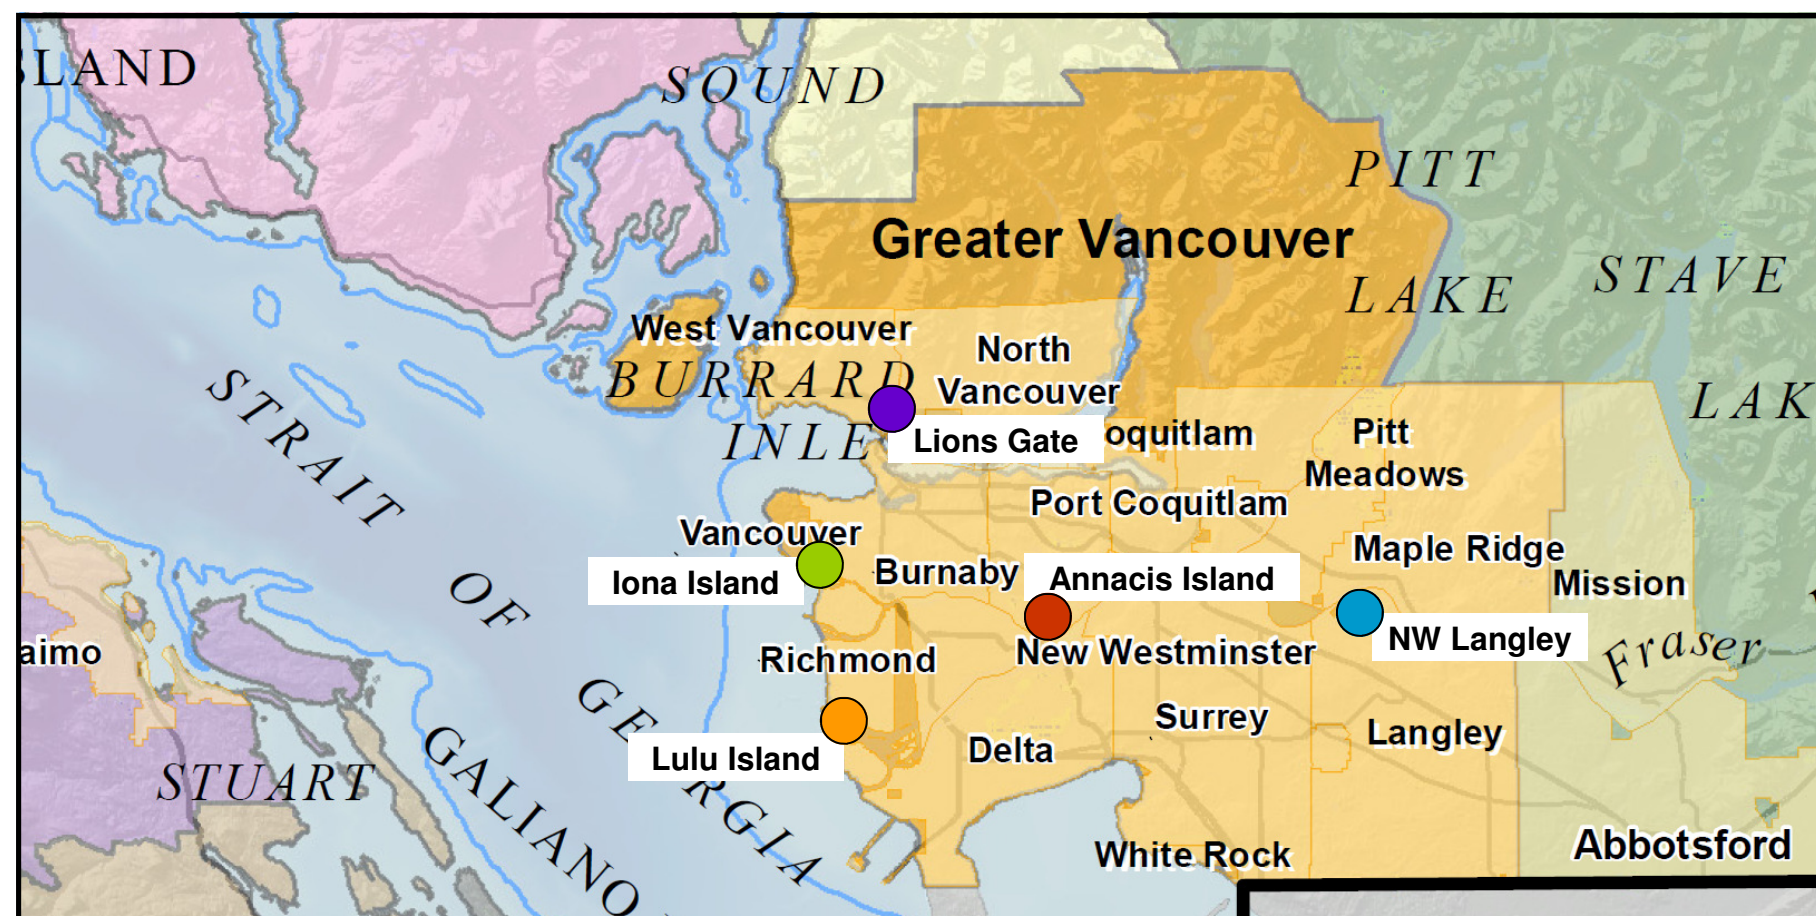 SLAND
SOUND
PITT
Greater Vancouver
LAKE
STAVE
West Vancouver
North
Vancouver
BURRARD
LAK
Lions Gate
oquitlam
Pitt
Meadows
INLE
STRAIT
Port Coquitlam
Vancouver
Maple Ridge
Iona Island
Burnaby
Annacis Island
Mission
OF
aimo
Richmond
New Westminster
NW Langley
Fraser
GEORGIA
Surrey
Langley
Lulu Island
Delta
STUART
GALIANO
White Rock
Abbotsford